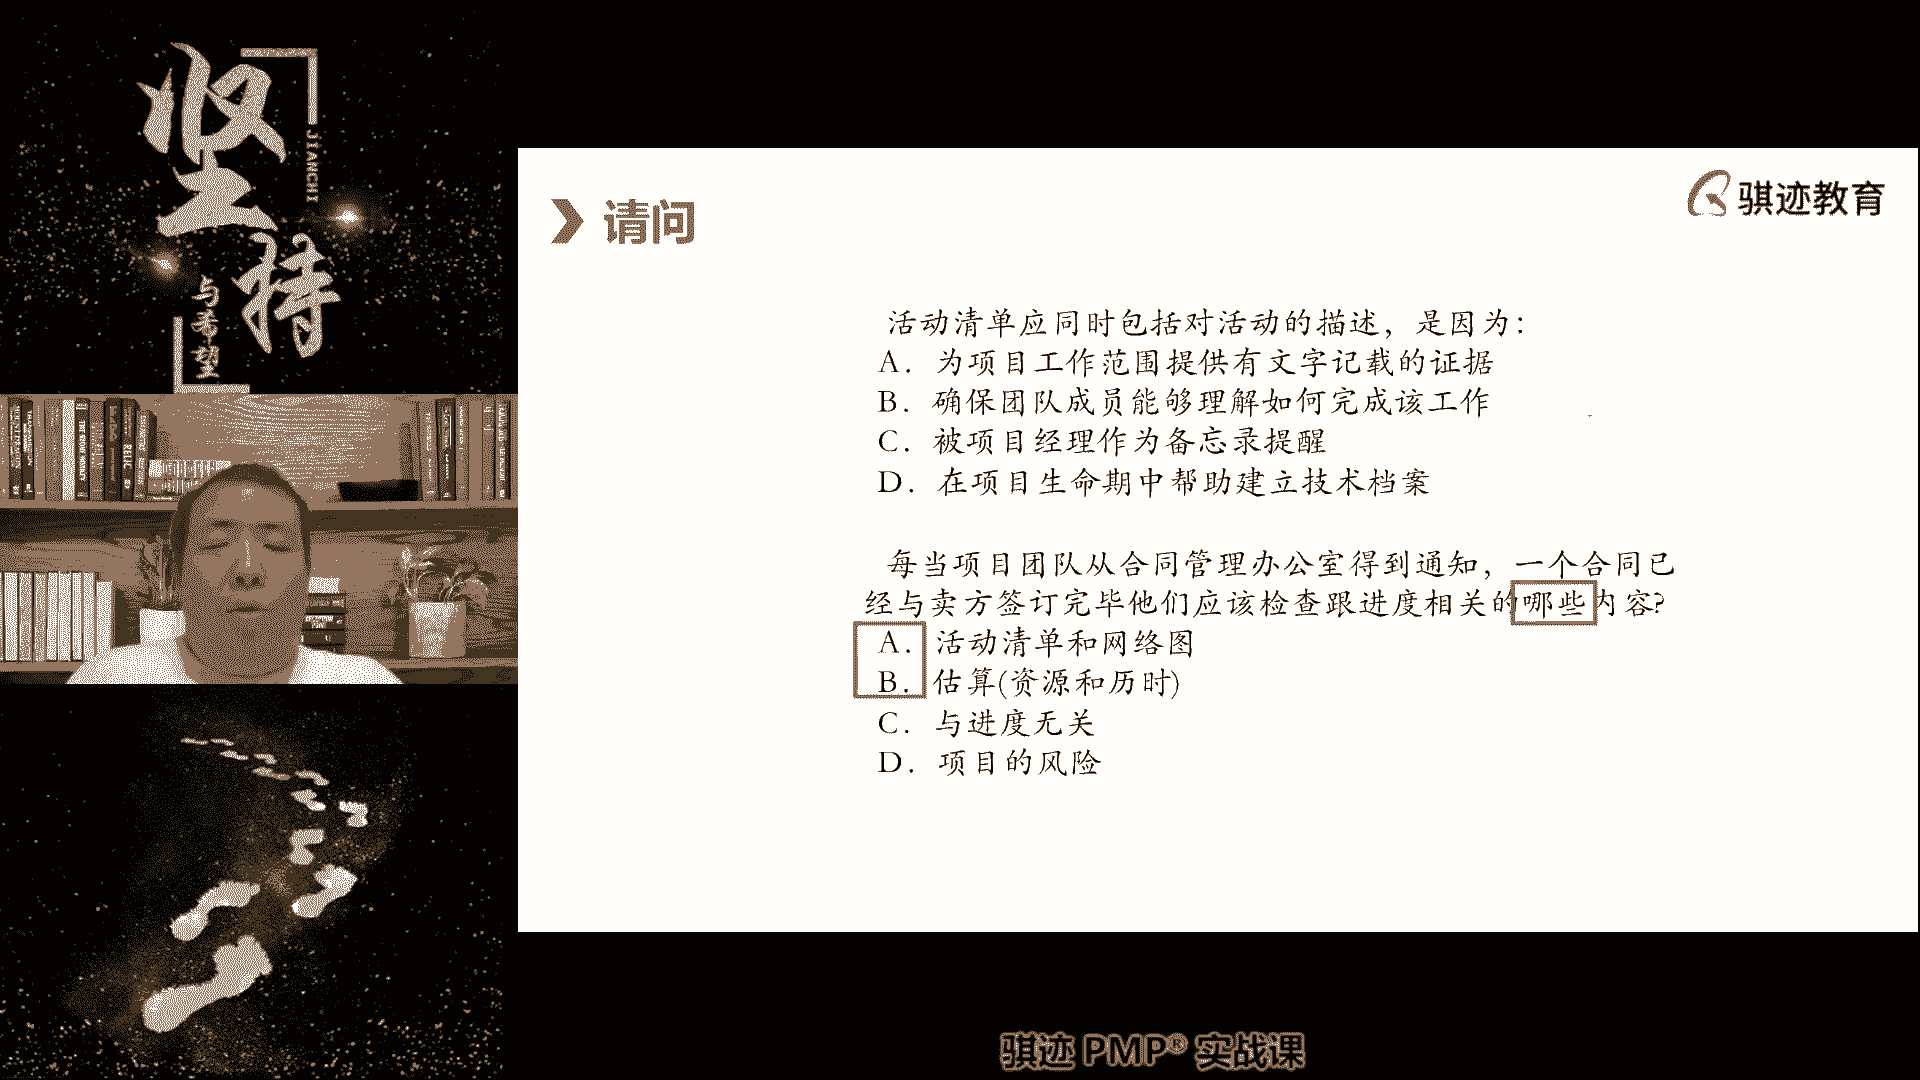 坚持
JIANCHI
与希望
请问
骐迹教育
活动清单应同时包括对活动的描述，是因为：
A. 为项目工作范围提供有文字记载的证据
B. 确保团队成员能够理解如何完成该工作
C. 被项目经理作为备忘录提醒
D. 在项目生命期中帮助建立技术档案
每当项目团队从合同管理办公室得到通知，一个合同已
经与卖方签订完毕他们应该检查跟进度相关的哪些内容?
A. 活动清单和网络图
B. 估算(资源和历时)
C. 与进度无关
D. 项目的风险
骐迹 PMP® 实战课